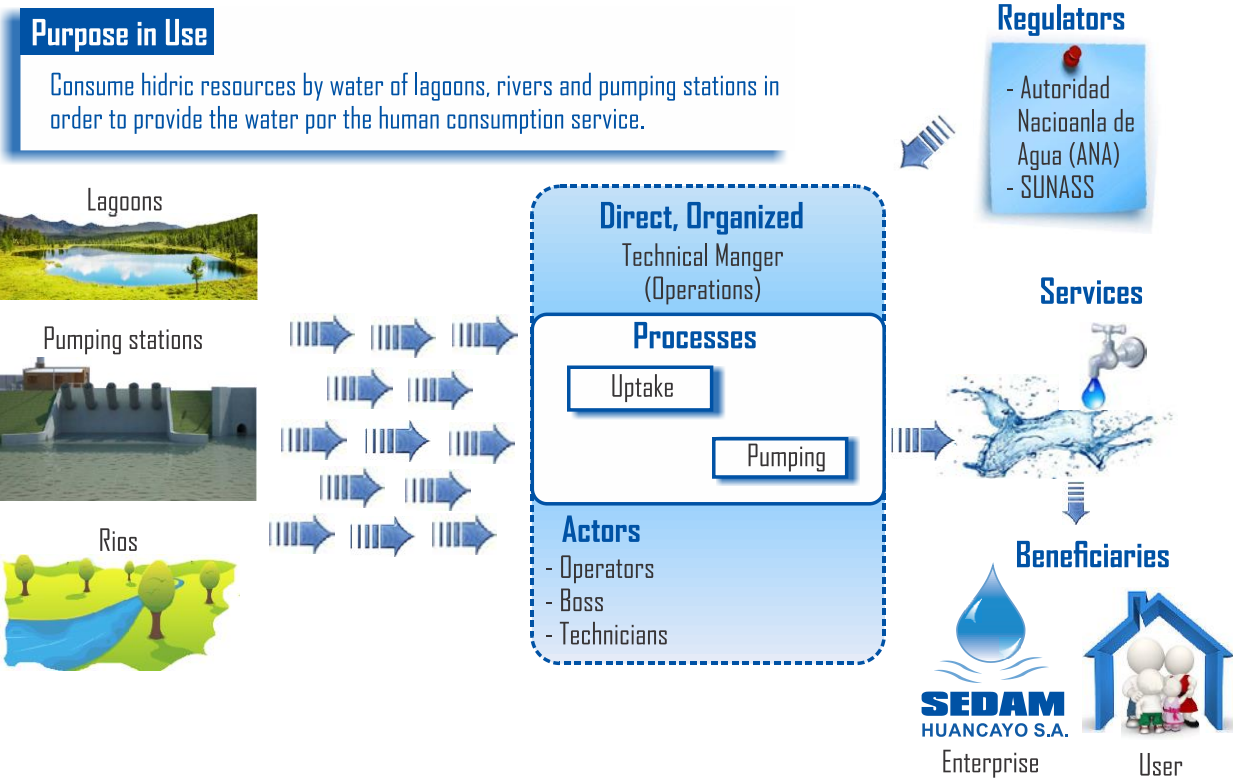 Purpose in Use
Consume hidric resources by water of lagoons, rivers and pumping stations in
order to provide the water por the human consumption service.
Regulators
- Autoridad
Nacioanla de
Agua (ANA)
- SUNASS
Lagoons
Pumping stations
Rios
Direct, Organized
Technical Manger
(Operations)
Processes
Uptake
Pumping
Actors
- Operators
- Boss
- Technicians
Services
Beneficiaries
SEDAM
HUANCAYO S.A.
Enterprise
User